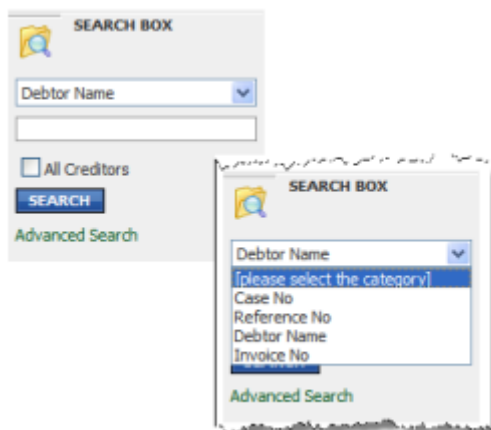 SEARCH BOX
Debtor Name
All Creditors
SEARCH
Advanced Search
SEARCH BOX
Debtor Name
[please select the category]
Case No
Reference No
Debtor Name
Invoice No
Advanced Search